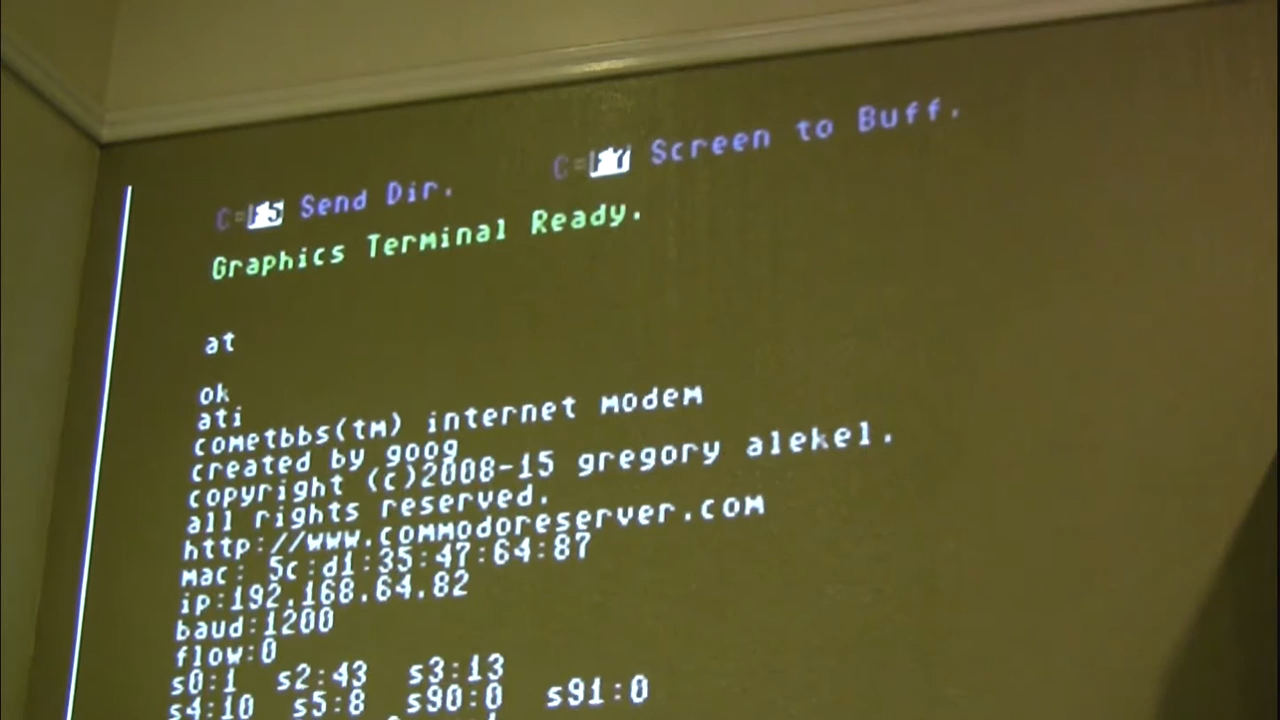 C=F5 Send Dir. C=F7 Screen to Buff.
Graphics Terminal Ready.
at
ok
ati
cometbbs(tm) internet modem
created by goog
copyright (c)2008-15 gregory alekel.
all rights reserved.
http://www.commodoreserver.com
mac: 5c:d1:35:47:64:87
ip:192.168.64.82
baud:1200
flow:0
s0:1 s2:43 s3:13
s4:10 s5:8 s90:0 s91:0